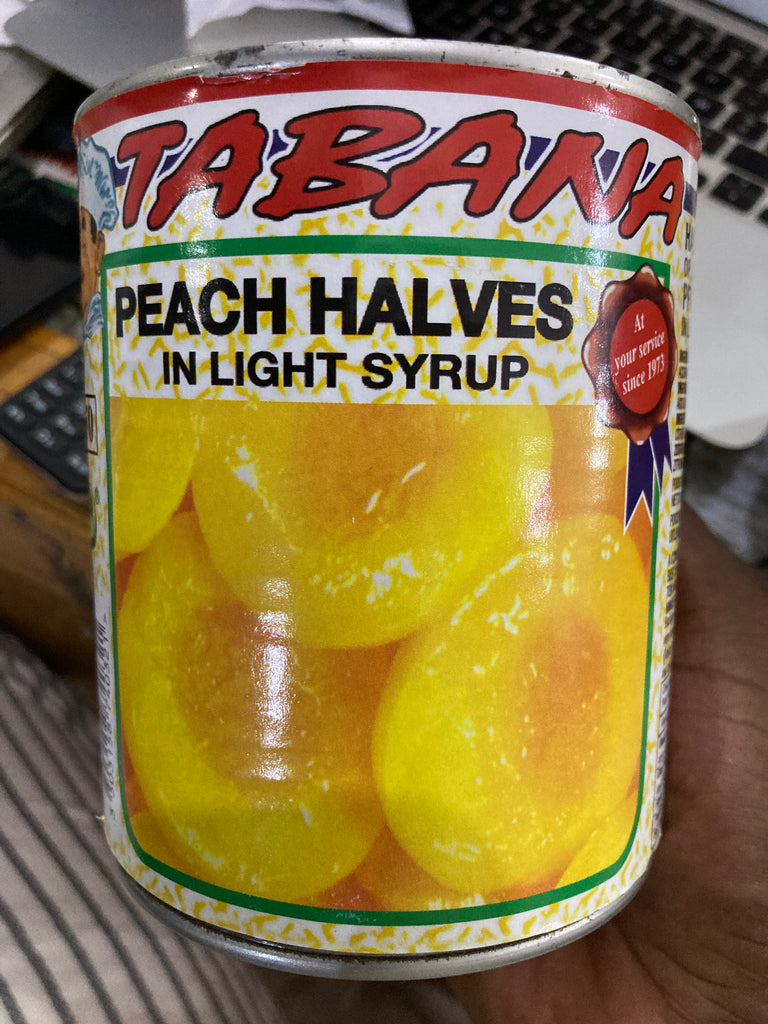 TABANA
PEACH HALVES
IN LIGHT SYRUP
At
your service
since 1973